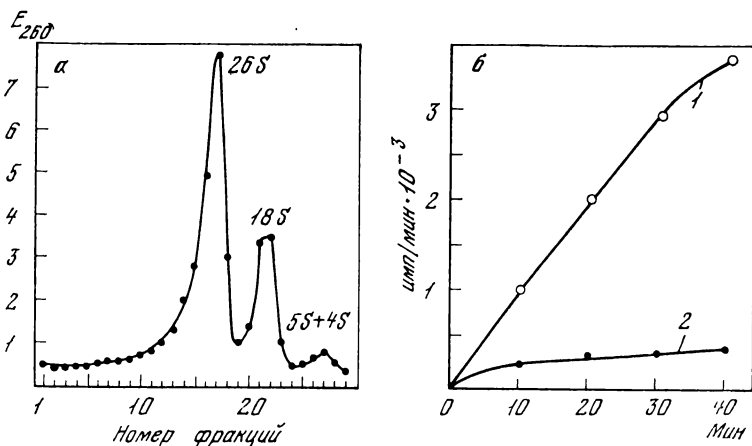 E260
a
7
6
5
4
3
2
1
26S
18S
5S+4S
1 10 20
Номер фракций
б
имп/мин·10⁻³
3
2
1
1
2
0 10 20 30 40
Мин